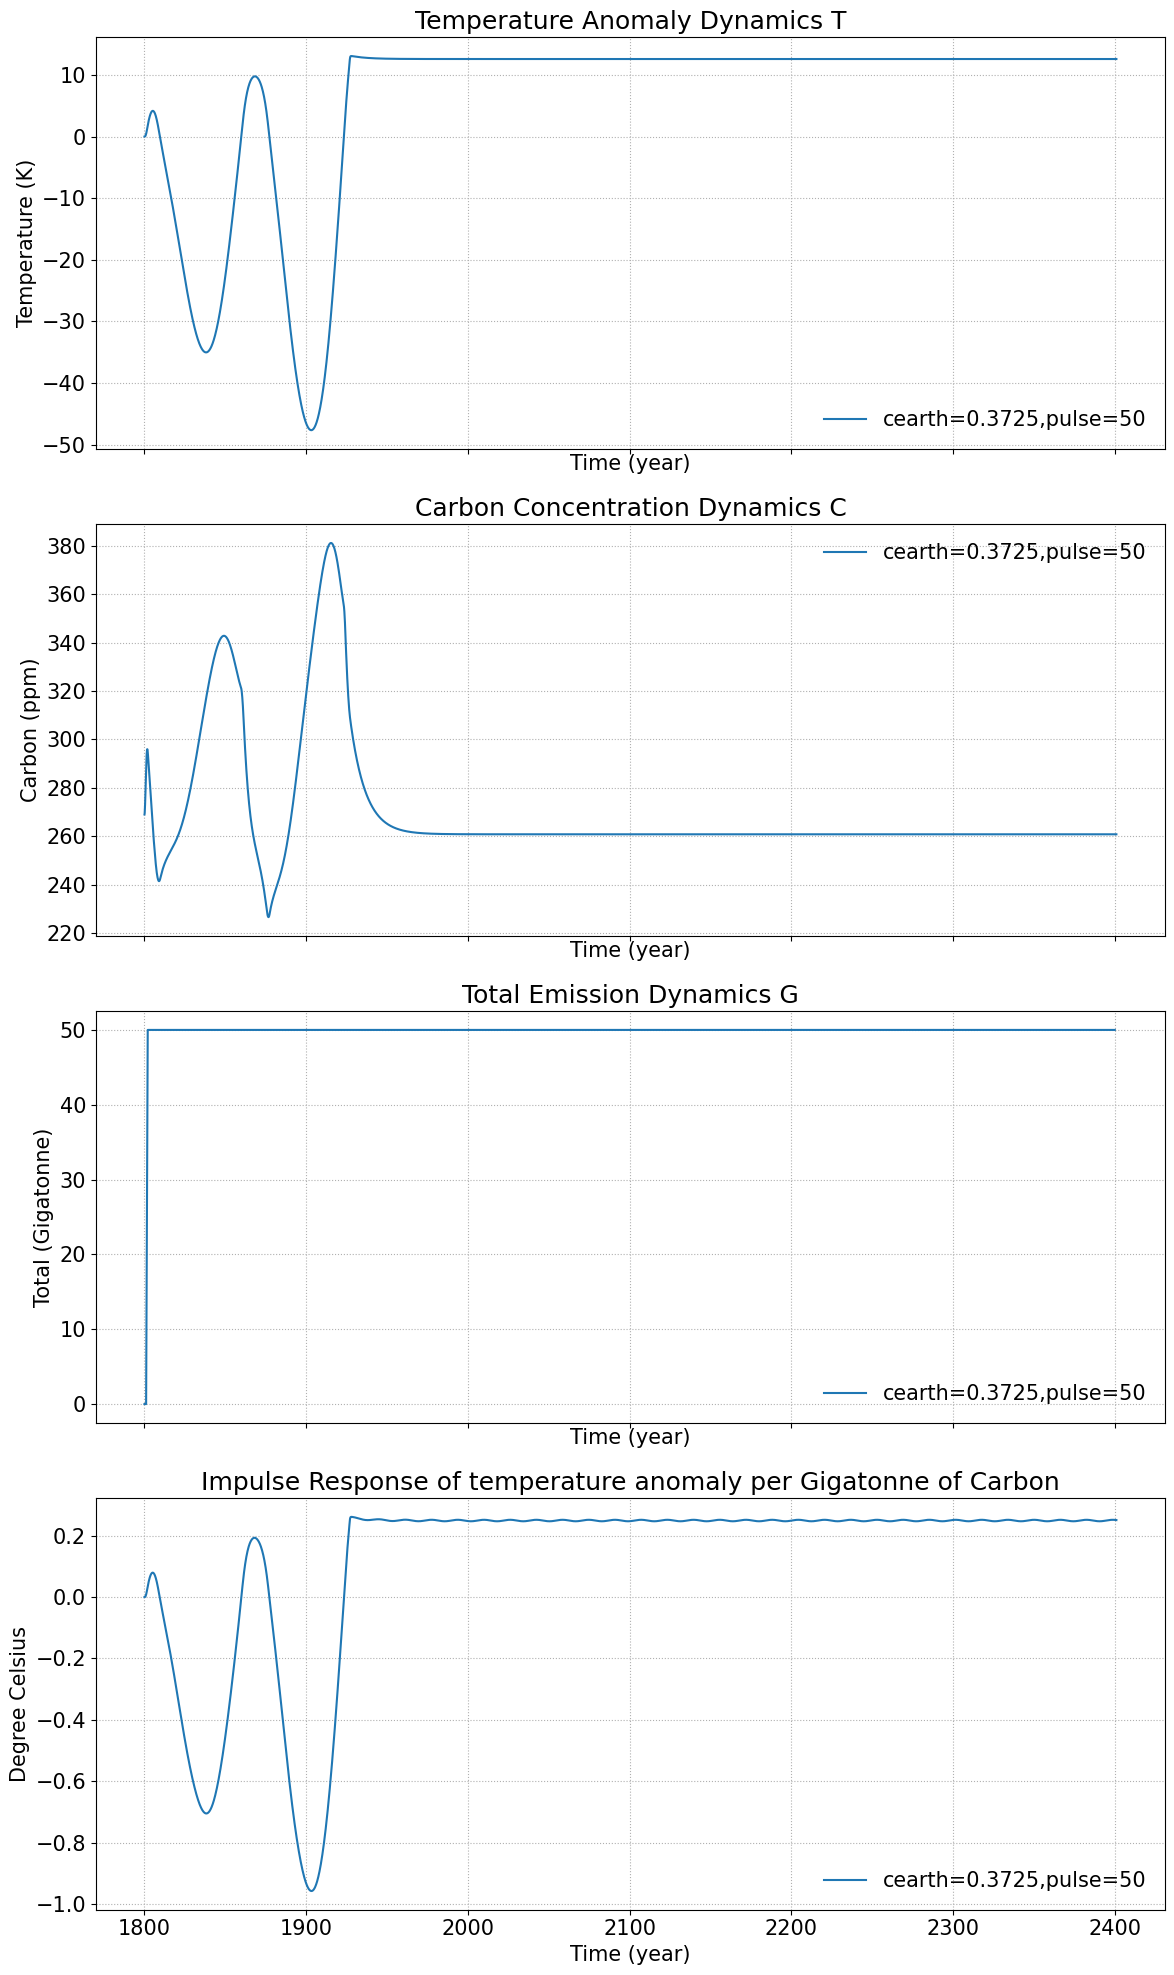 Temperature Anomaly Dynamics T
10
0
−10
−20
−30
−40
−50
Temperature (K)
cearth=0.3725,pulse=50
Time (year)
Carbon Concentration Dynamics C
380
360
340
320
300
280
260
240
220
Carbon (ppm)
cearth=0.3725,pulse=50
Time (year)
Total Emission Dynamics G
50
40
30
20
10
0
Total (Gigatonne)
cearth=0.3725,pulse=50
Time (year)
Impulse Response of temperature anomaly per Gigatonne of Carbon
0.2
0.0
−0.2
−0.4
−0.6
−0.8
−1.0
Degree Celsius
cearth=0.3725,pulse=50
1800 1900 2000 2100 2200 2300 2400
Time (year)